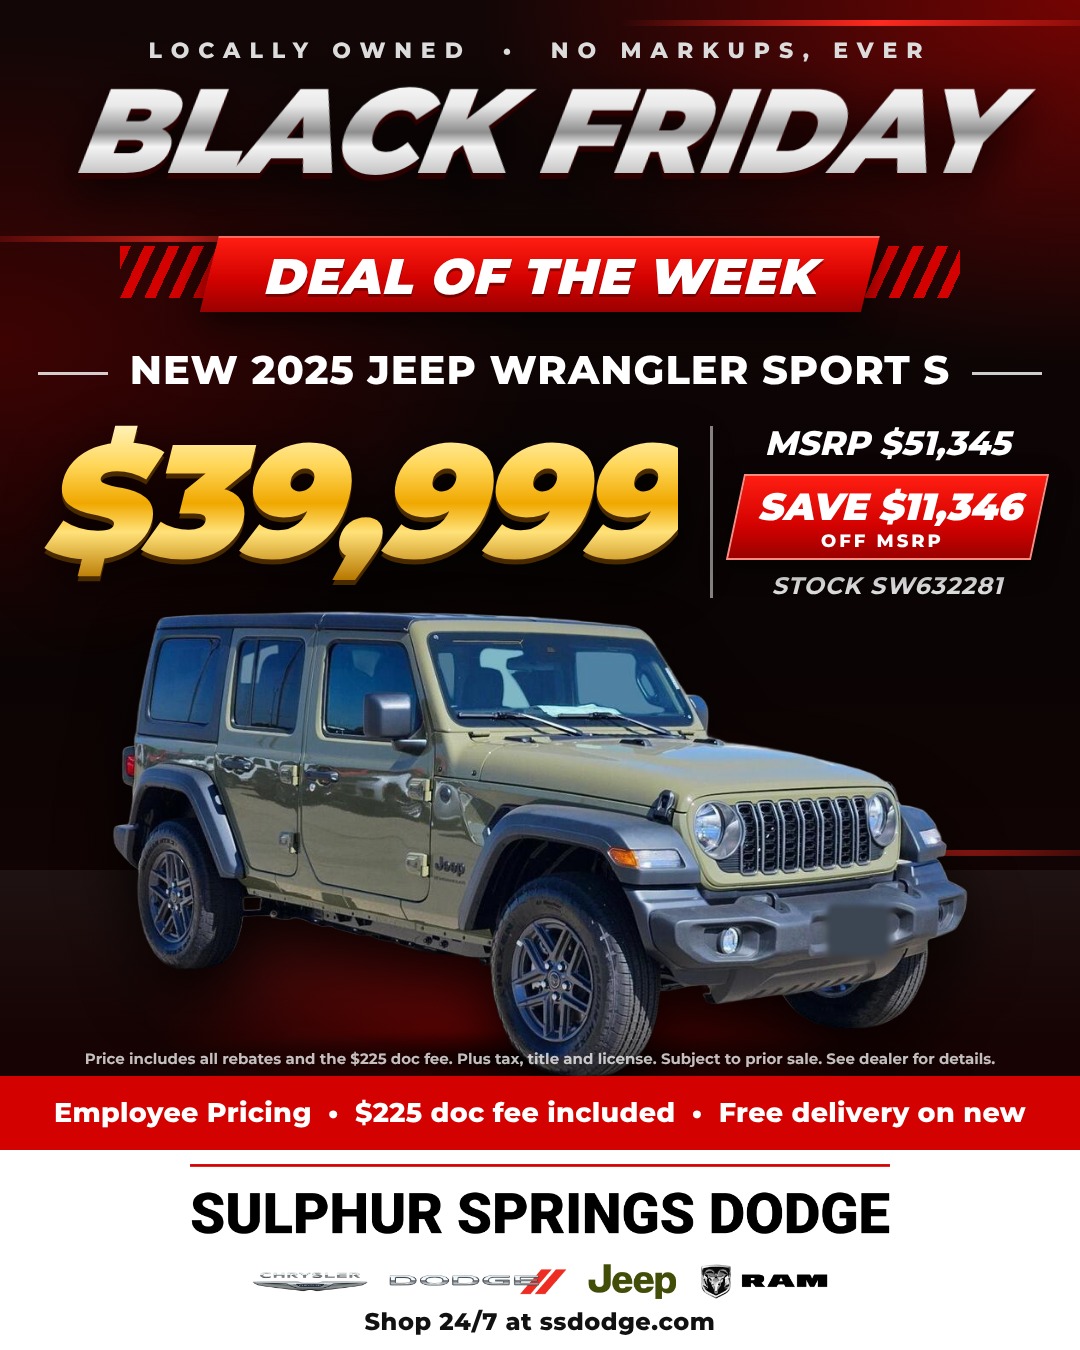 LOCALLY OWNED • NO MARKUPS, EVER
BLACK FRIDAY
DEAL OF THE WEEK
NEW 2025 JEEP WRANGLER SPORT S
$39,999
MSRP $51,345
SAVE $11,346
OFF MSRP
STOCK SW632281
Jeep
Price includes all rebates and the $225 doc fee. Plus tax, title and license. Subject to prior sale. See dealer for details.
Employee Pricing • $225 doc fee included • Free delivery on new
SULPHUR SPRINGS DODGE
CHRYSLER DODGE Jeep RAM
Shop 24/7 at ssdodge.com